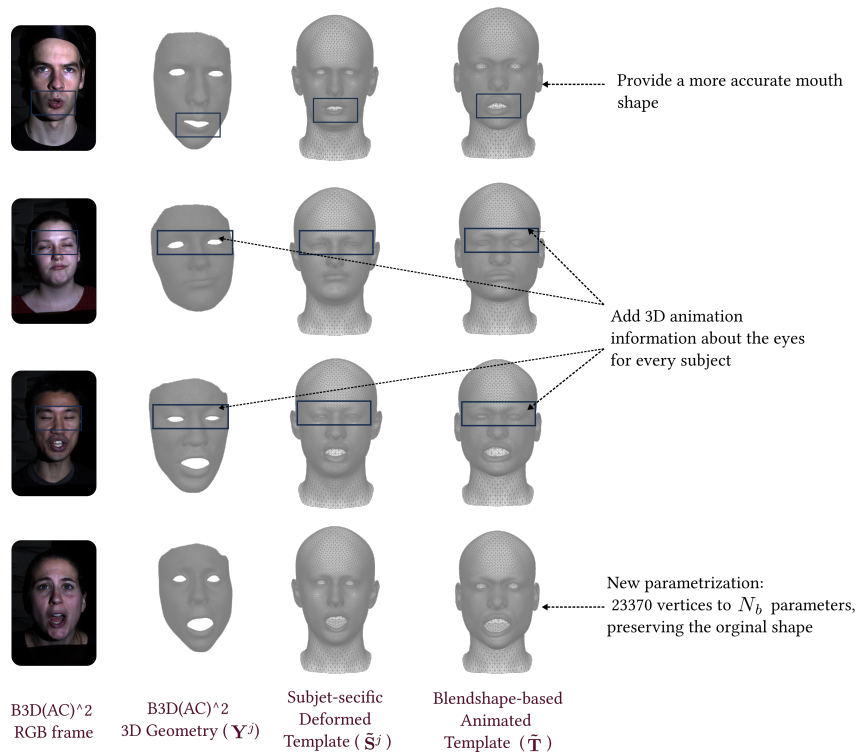 Provide a more accurate mouth
shape
Add 3D animation
information about the eyes
for every subject
New parametrization:
23370 vertices to N_b parameters,
preserving the orginal shape
B3D(AC)^2
RGB frame
B3D(AC)^2
3D Geometry ( Y^j )
Subjet-secific
Deformed
Template ( S̃^j )
Blendshape-based
Animated
Template ( T̃ )